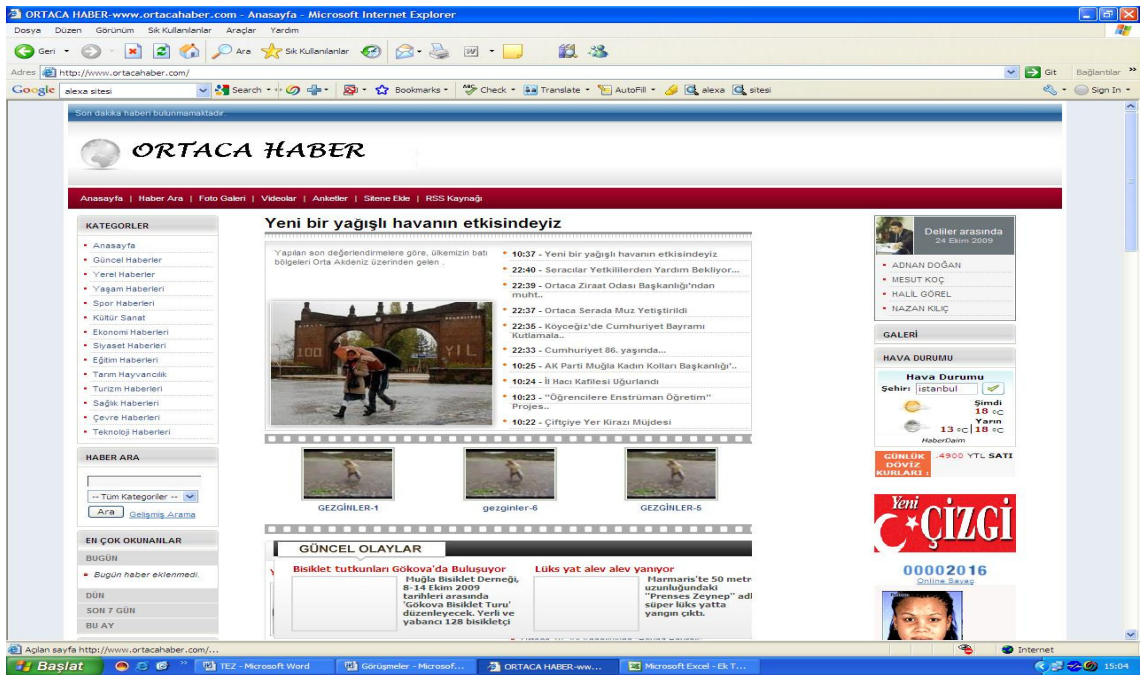 ORTACA HABER-www.ortacahaber.com - Anasayfa - Microsoft Internet Explorer
Dosya Düzen Görünüm Sık Kullanılanlar Araçlar Yardım
Geri Ara Sık Kullanılanlar
Adres http://www.ortacahaber.com/ Git Bağlantılar
Google alexa sitesi Search Bookmarks Check Translate AutoFill alexa sitesi Sign In
Son dakika haberi bulunmamaktadır.
ORTACA HABER
Anasayfa | Haber Ara | Foto Galeri | Videolar | Anketler | Sitene Ekle | RSS Kaynağı
KATEGORLER
Anasayfa
Güncel Haberler
Yerel Haberler
Yaşam Haberleri
Spor Haberleri
Kültür Sanat
Ekonomi Haberleri
Siyaset Haberleri
Eğitim Haberleri
Tarım Hayvancılık
Turizm Haberleri
Sağlık Haberleri
Çevre Haberleri
Teknoloji Haberleri
HABER ARA
-- Tüm Kategoriler --
Ara Gelişmiş Arama
EN ÇOK OKUNANLAR
BUGÜN
Bugün haber eklenmedi.
DÜN
SON 7 GÜN
BU AY
Yeni bir yağışlı havanın etkisindeyiz
Yapılan son değerlendirmelere göre, ülkemizin batı
bölgeleri Orta Akdeniz üzerinden gelen .
100 YIL
10:37 - Yeni bir yağışlı havanın etkisindeyiz
22:40 - Seracılar Yetkililerden Yardım Bekliyor...
22:39 - Ortaca Ziraat Odası Başkanlığı'ndan
muht..
22:37 - Ortaca Serada Muz Yetiştirildi
22:35 - Köyceğiz'de Cumhuriyet Bayramı
Kutlamala..
22:33 - Cumhuriyet 86. yaşında...
10:25 - AK Parti Muğla Kadın Kolları Başkanlığı'..
10:24 - İl Hacı Kafilesi Uğurlandı
10:23 - "Öğrencilere Enstrüman Öğretim"
Projes..
10:22 - Çiftçiye Yer Kirazı Müjdesi
GEZGİNLER-1 gezginler-6 GEZGİNLER-5
GÜNCEL OLAYLAR
Bisiklet tutkunları Gökova'da Buluşuyor
Muğla Bisiklet Derneği,
8-14 Ekim 2009
tarihleri arasında
'Gökova Bisiklet Turu'
düzenleyecek. Yerli ve
yabancı 128 bisikletçi
Lüks yat alev alev yanıyor
Marmaris'te 50 metr
uzunluğundaki
"Prenses Zeynep" adl
süper lüks yatta
yangın çıktı.
Deliler arasında
24 Ekim 2009
ADNAN DOĞAN
MESUT KOÇ
HALİL GÖREL
NAZAN KILIÇ
GALERİ
HAVA DURUMU
Hava Durumu
Şehir: istanbul
Şimdi
18 °C
Yarın
13 °C | 18 °C
HaberDaim
GÜNLÜK
DÖVİZ
KURLARI :
.4900 YTL SATI
Yeni
ÇİZGİ
00002016
Online Sayaç
Açılan sayfa http://www.ortacahaber.com/... Internet
Başlat TEZ - Microsoft Word Görüşmeler - Microsof... ORTACA HABER-ww... Microsoft Excel - Ek T... 15:04